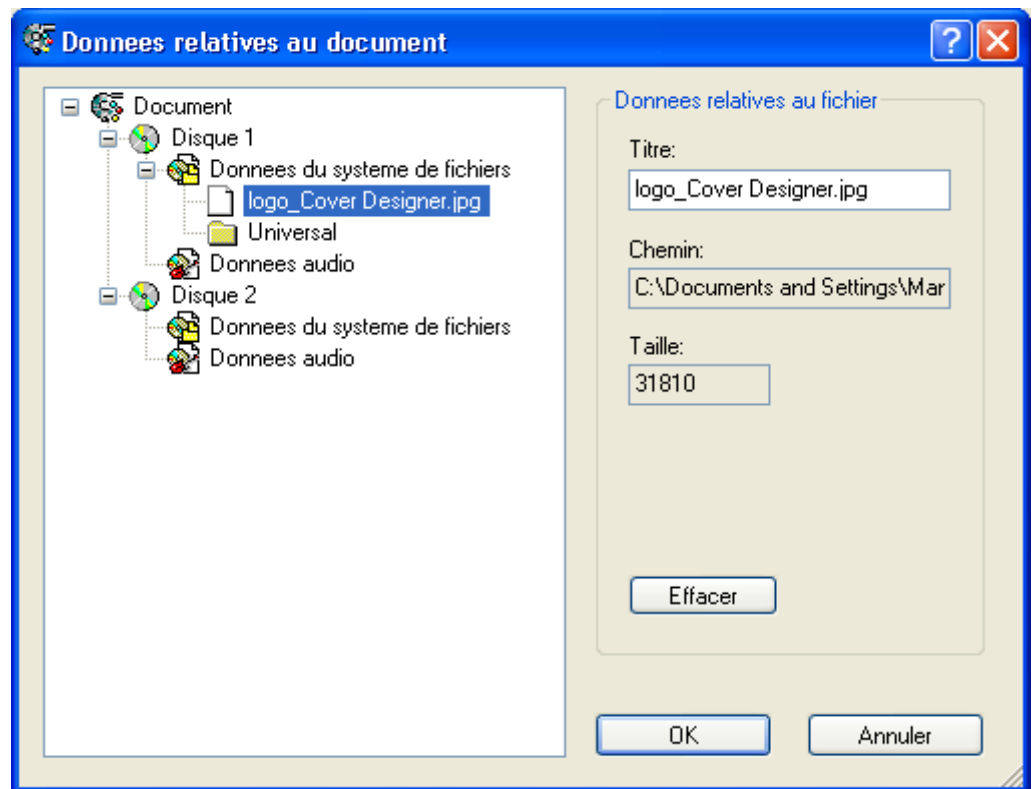 Donnees relatives au document
Document
Disque 1
Donnees du systeme de fichiers
logo_Cover Designer.jpg
Universal
Donnees audio
Disque 2
Donnees du systeme de fichiers
Donnees audio
Donnees relatives au fichier
Titre:
logo_Cover Designer.jpg
Chemin:
C:\Documents and Settings\Mar
Taille:
31810
Effacer
OK
Annuler